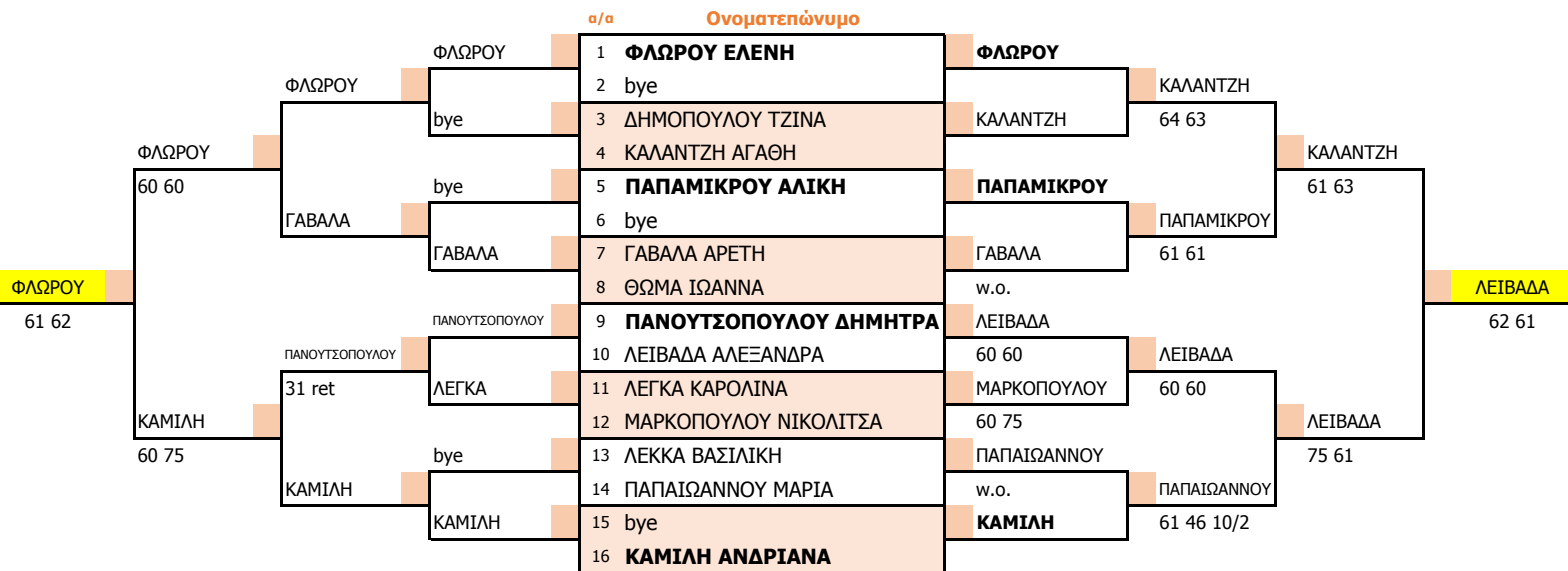 α/α Ονοματεπώνυμο
ΦΛΩΡΟΥ 1 ΦΛΩΡΟΥ ΕΛΕΝΗ ΦΛΩΡΟΥ
ΦΛΩΡΟΥ 2 bye ΚΑΛΑΝΤΖΗ
bye 3 ΔΗΜΟΠΟΥΛΟΥ ΤΖΙΝΑ ΚΑΛΑΝΤΖΗ 64 63
ΦΛΩΡΟΥ 4 ΚΑΛΑΝΤΖΗ ΑΓΑΘΗ ΚΑΛΑΝΤΖΗ
60 60 bye 5 ΠΑΠΑΜΙΚΡΟΥ ΑΛΙΚΗ ΠΑΠΑΜΙΚΡΟΥ 61 63
ΓΑΒΑΛΑ 6 bye ΠΑΠΑΜΙΚΡΟΥ
ΓΑΒΑΛΑ 7 ΓΑΒΑΛΑ ΑΡΕΤΗ ΓΑΒΑΛΑ 61 61
ΦΛΩΡΟΥ 8 ΘΩΜΑ ΙΩΑΝΝΑ w.o. ΛΕΙΒΑΔΑ
61 62 ΠΑΝΟΥΤΣΟΠΟΥΛΟΥ 9 ΠΑΝΟΥΤΣΟΠΟΥΛΟΥ ΔΗΜΗΤΡΑ ΛΕΙΒΑΔΑ 62 61
ΠΑΝΟΥΤΣΟΠΟΥΛΟΥ 10 ΛΕΙΒΑΔΑ ΑΛΕΞΑΝΔΡΑ 60 60 ΛΕΙΒΑΔΑ
31 ret ΛΕΓΚΑ 11 ΛΕΓΚΑ ΚΑΡΟΛΙΝΑ ΜΑΡΚΟΠΟΥΛΟΥ 60 60
ΚΑΜΙΛΗ 12 ΜΑΡΚΟΠΟΥΛΟΥ ΝΙΚΟΛΙΤΣΑ 60 75 ΛΕΙΒΑΔΑ
60 75 bye 13 ΛΕΚΚΑ ΒΑΣΙΛΙΚΗ ΠΑΠΑΙΩΑΝΝΟΥ 75 61
ΚΑΜΙΛΗ 14 ΠΑΠΑΙΩΑΝΝΟΥ ΜΑΡΙΑ w.o. ΠΑΠΑΙΩΑΝΝΟΥ
ΚΑΜΙΛΗ 15 bye ΚΑΜΙΛΗ 61 46 10/2
16 ΚΑΜΙΛΗ ΑΝΔΡΙΑΝΑ